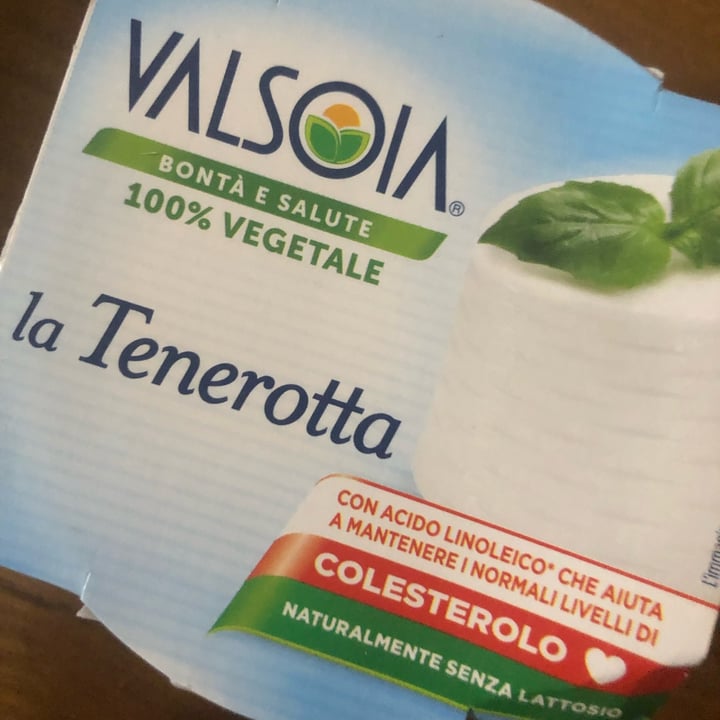 VALSOIA®
BONTÀ E SALUTE
100% VEGETALE
la Tenerotta
CON ACIDO LINOLEICO* CHE AIUTA
A MANTENERE I NORMALI LIVELLI DI
COLESTEROLO
NATURALMENTE SENZA LATTOSIO